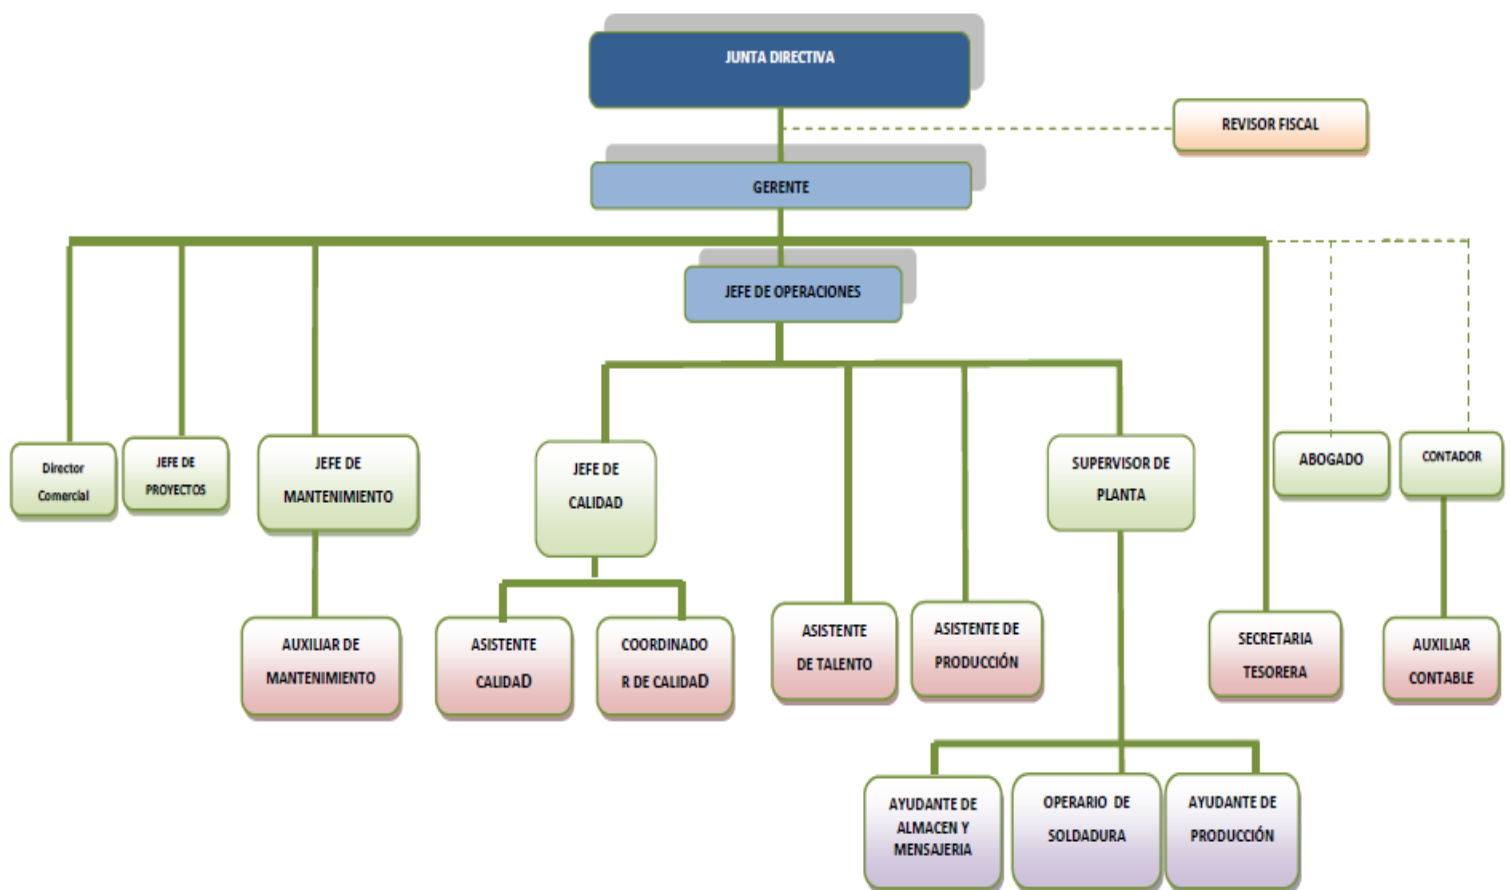 JUNTA DIRECTIVA
REVISOR FISCAL
GERENTE
JEFE DE OPERACIONES
Director
Comercial
JEFE DE
PROYECTOS
JEFE DE
MANTENIMIENTO
JEFE DE
CALIDAD
SUPERVISOR DE
PLANTA
ABOGADO
CONTADOR
AUXILIAR DE
MANTENIMIENTO
ASISTENTE
CALIDAD
COORDINADO
R DE CALIDAD
ASISTENTE
DE TALENTO
ASISTENTE DE
PRODUCCIÓN
SECRETARIA
TESORERA
AUXILIAR
CONTABLE
AYUDANTE DE
ALMACEN Y
MENSAJERIA
OPERARIO DE
SOLDADURA
AYUDANTE DE
PRODUCCIÓN